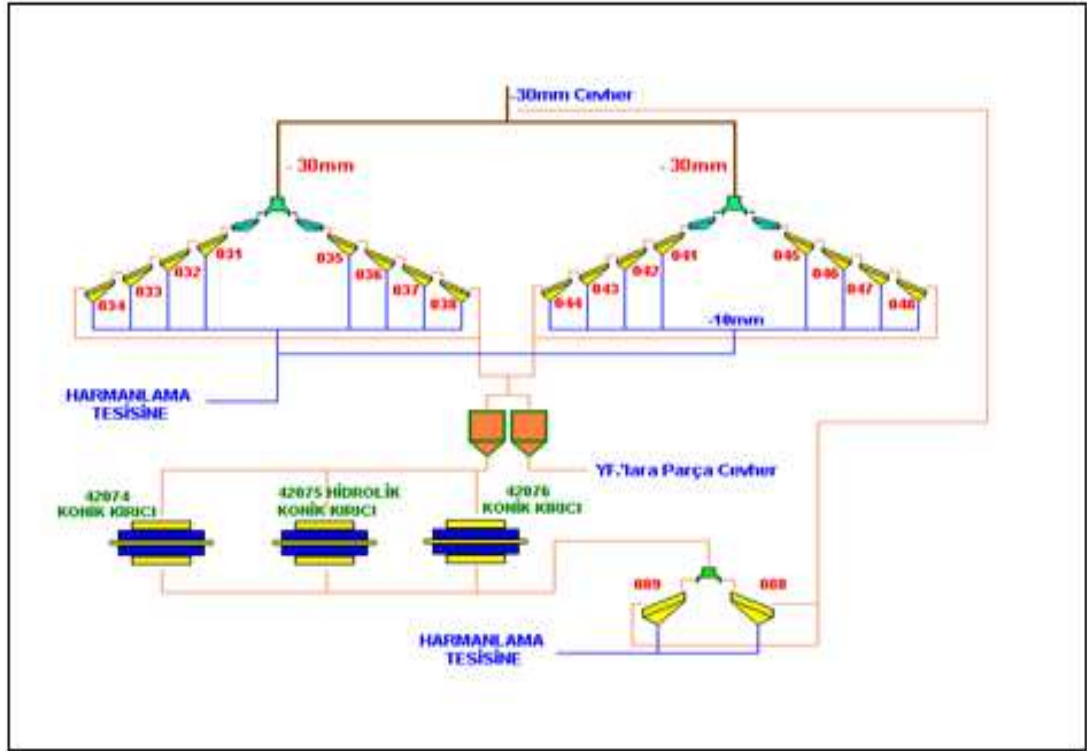 -30mm Cevher
- 30mm
- 30mm
031
032
033
034
035
036
037
038
041
042
043
044
045
046
047
048
-10mm
HARMANLAMA
TESİSİNE
YF.'lara Parça Cevher
42074
KONİK KIRICI
42075 HİDROLİK
KONİK KIRICI
42076
KONİK KIRICI
089
088
HARMANLAMA
TESİSİNE